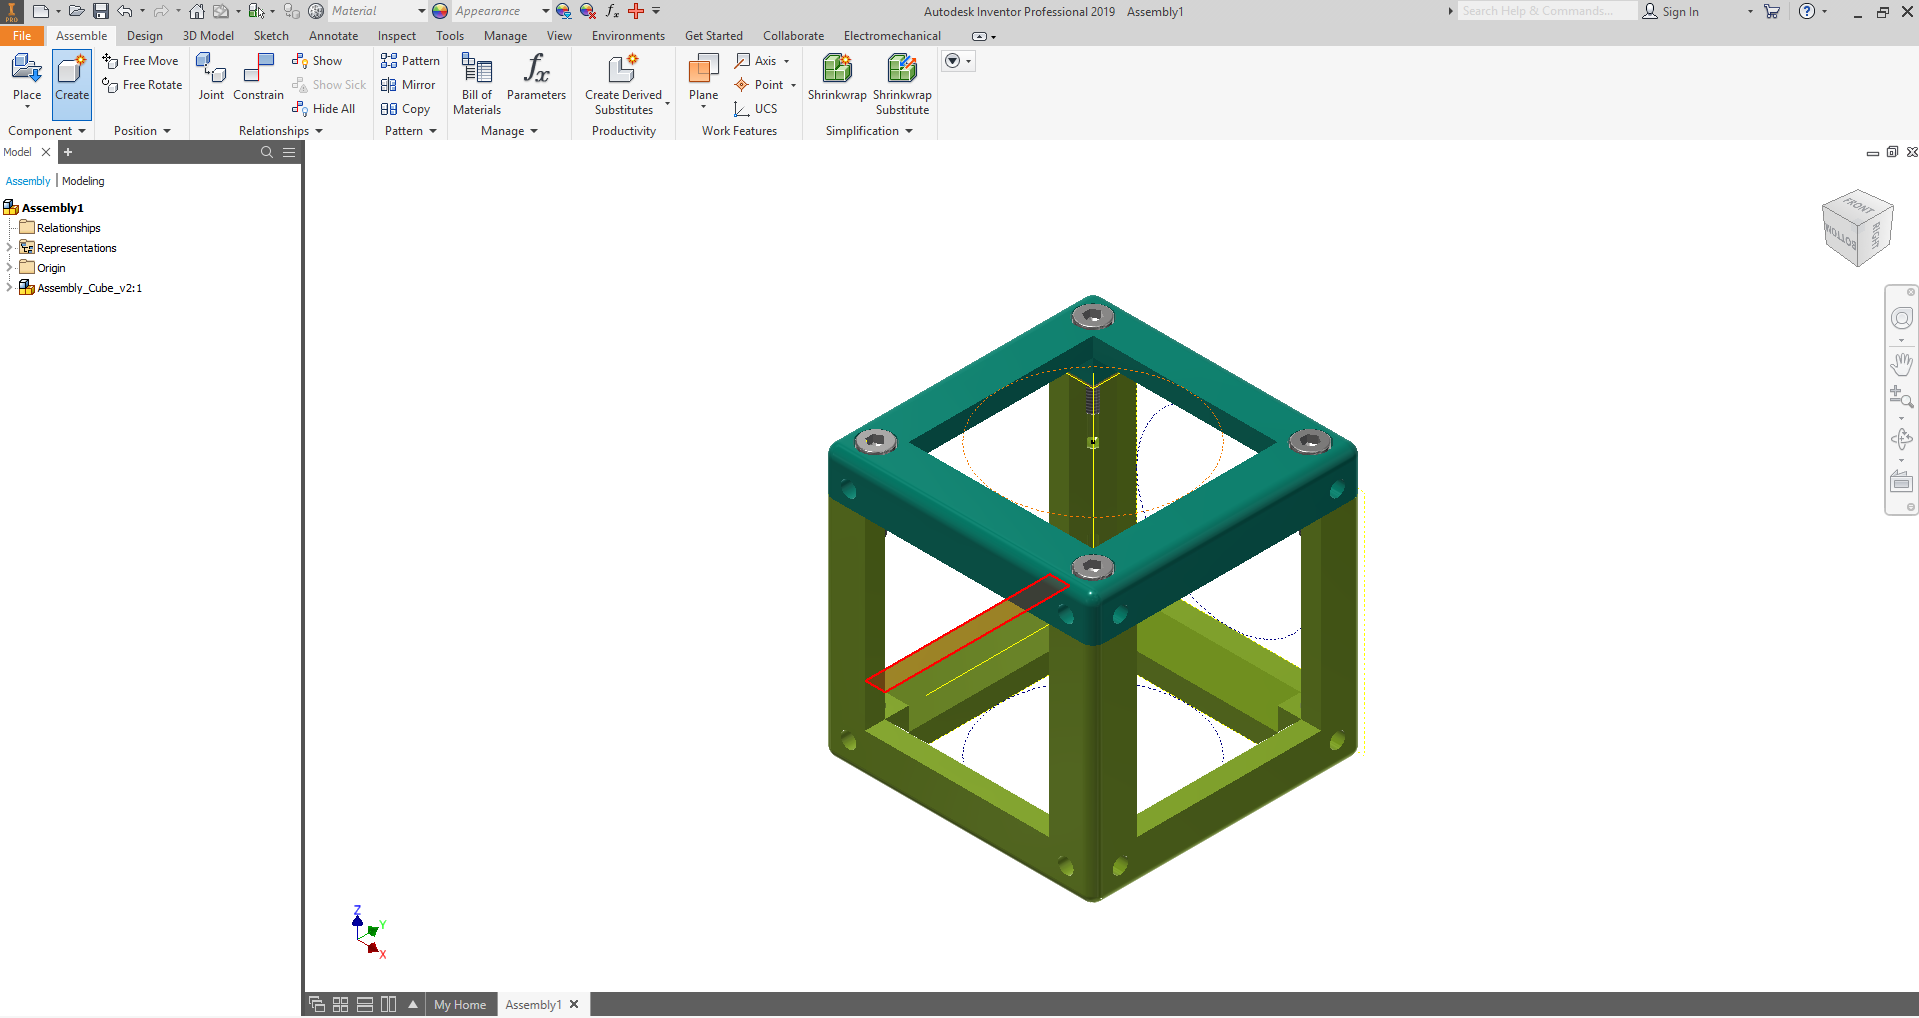 PRO Material Appearance fx Autodesk Inventor Professional 2019 Assembly1 Search Help & Commands... Sign In
File Assemble Design 3D Model Sketch Annotate Inspect Tools Manage View Environments Get Started Collaborate Electromechanical
Place
Create
Component
Free Move
Free Rotate
Position
Joint
Constrain
Show
Show Sick
Hide All
Relationships
Pattern
Mirror
Copy
Pattern
Bill of
Materials
fx
Parameters
Manage
Create Derived
Substitutes
Productivity
Plane
Axis
Point
UCS
Work Features
Shrinkwrap
Shrinkwrap
Substitute
Simplification
Model
Assembly | Modeling
Assembly1
Relationships
Representations
Origin
Assembly_Cube_v2:1
FRONT
BOTTOM
RIGHT
Z
Y
X
My Home
Assembly1